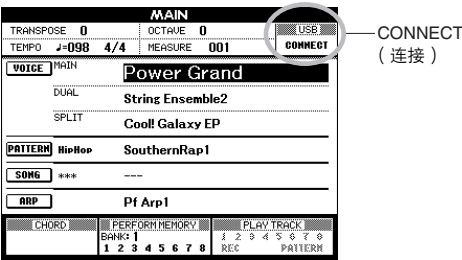 MAIN
TRANSPOSE 0 OCTAVE 0 USB
TEMPO ♩=098 4/4 MEASURE 001 CONNECT
CONNECT
(连接)
VOICE MAIN Power Grand
DUAL String Ensemble2
SPLIT Cool! Galaxy EP
PATTERN HipHop SouthernRap1
SONG *** ---
ARP Pf Arp1
CHORD PERFORM MEMORY PLAY TRACK
BANK: 1 1 2 3 4 5 6 7 8
1 2 3 4 5 6 7 8 REC PATTERN